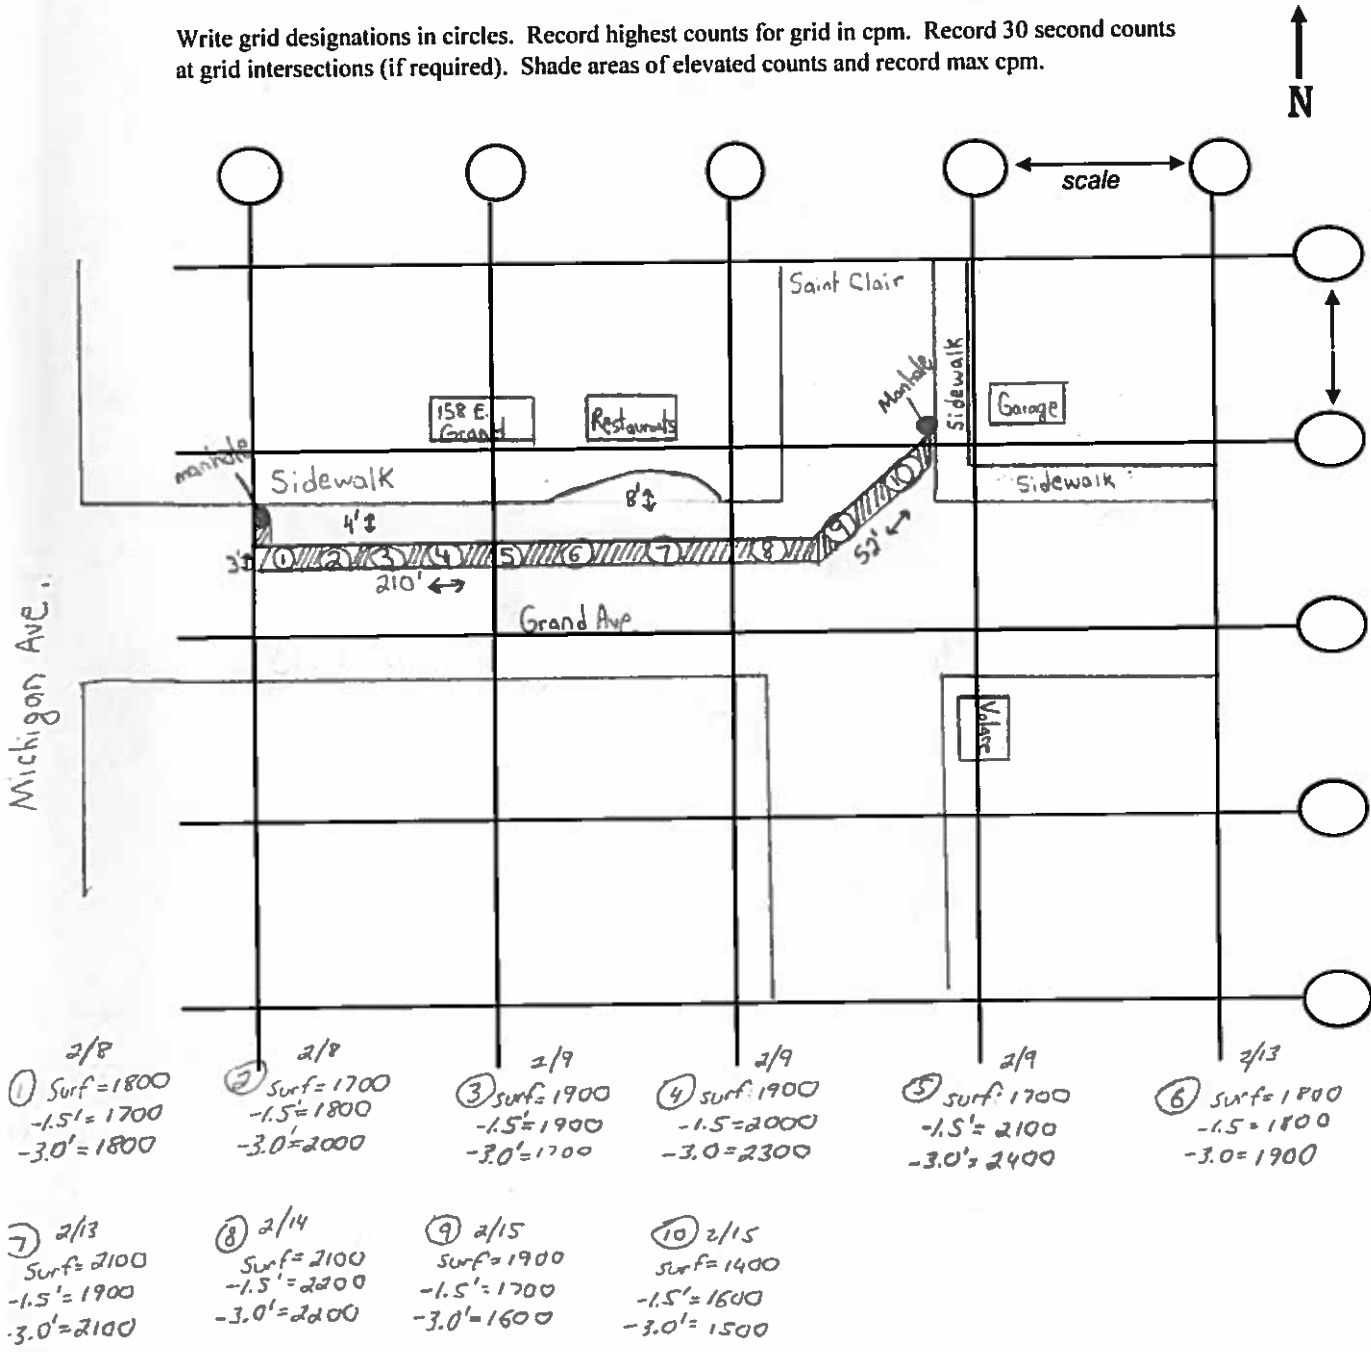 Write grid designations in circles. Record highest counts for grid in cpm. Record 30 second counts
at grid intersections (if required). Shade areas of elevated counts and record max cpm.
N
scale
Saint Clair
Sidewalk
Manhole
Garage
158 E.
Grand
Restaurants
manhole
Sidewalk
Sidewalk
8'
4'
3'
1 2 3 4 5 6 7 8 9 10
52'
210'
Grand Ave
Michigan Ave.
Volare
2/8
1 Surf=1800
-1.5'=1700
-3.0'=1800
2/8
2 Surf=1700
-1.5'=1800
-3.0'=2000
2/9
3 surf=1900
-1.5'=1900
-3.0'=1700
2/9
4 surf:1900
-1.5=2000
-3.0=2300
2/9
5 surf:1700
-1.5'=2100
-3.0'=2400
2/13
6 surf=1800
-1.5=1800
-3.0=1900
7 2/13
Surf=2100
-1.5'=1900
-3.0'=2100
8 2/14
Surf=2100
-1.5'=2200
-3.0'=2200
9 2/15
Surf=1900
-1.5'=1700
-3.0'=1600
10 2/15
surf=1400
-1.5'=1600
-3.0'=1500